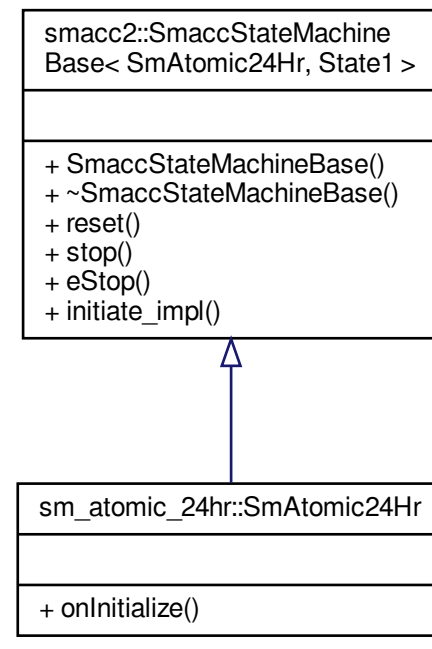 smacc2::SmaccStateMachine
Base< SmAtomic24Hr, State1 >
+ SmaccStateMachineBase()
+ ~SmaccStateMachineBase()
+ reset()
+ stop()
+ eStop()
+ initiate_impl()
sm_atomic_24hr::SmAtomic24Hr
+ onInitialize()